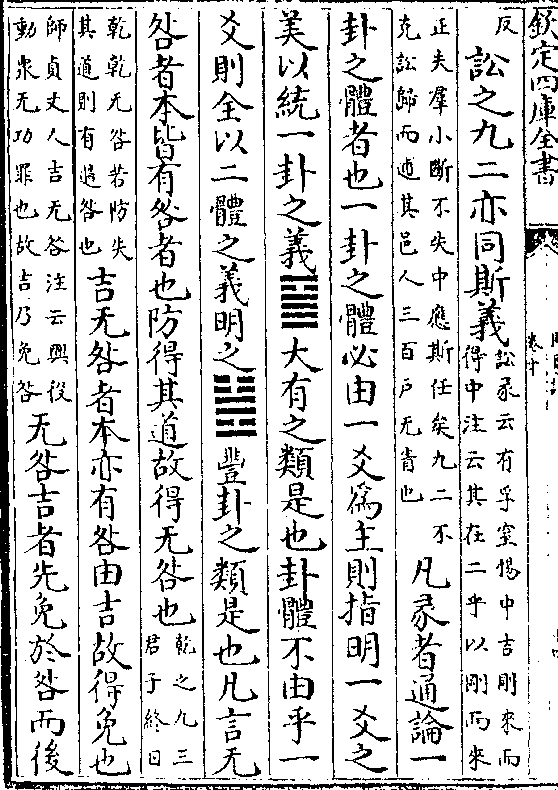 欽定四庫全書
卷十
反
訟之九二亦同斯義
訟彖云有孚窒惕中吉剛來而
得中注云其在二乎以剛而來
正夫羣小斷不失中應斯任矣九二不
克訟歸而逋其邑人三百戶无眚也
凡彖者通論一
卦之體者也一卦之體必由一爻為主則指明一爻之
美以統一卦之義䷍大有之類是也卦體不由乎一
爻則全以二體之義明之䷶豐卦之類是也凡言无
咎者本皆有咎者也防得其道故得无咎也
乾之九三
君子終日
乾乾无咎若防失
其道則有過咎也
吉无咎者本亦有咎由吉故得免也
師貞丈人吉无咎注云興役
動衆无功罪也故吉乃免咎
无咎吉者先免於咎而後